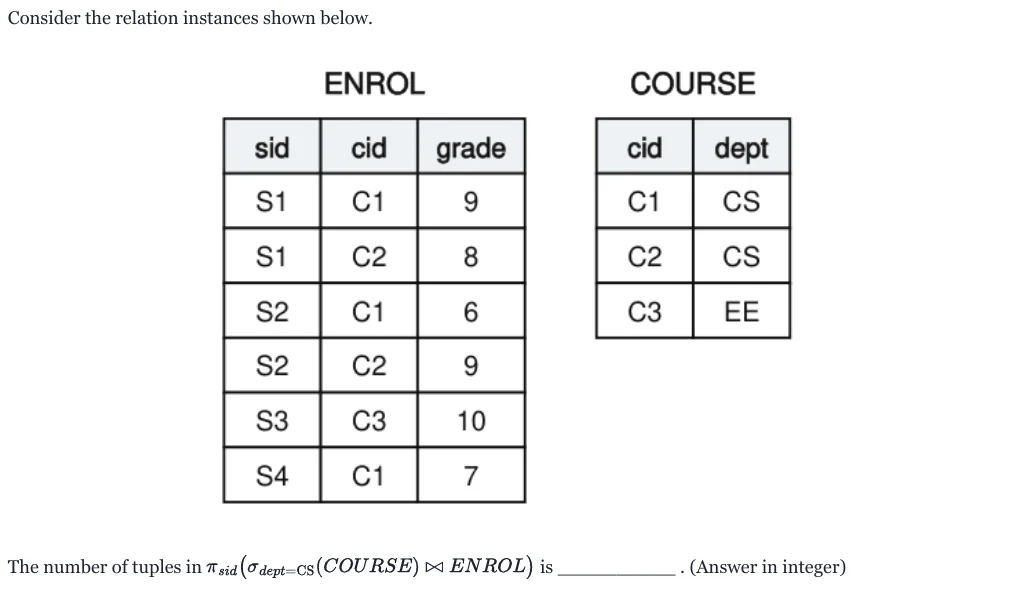 Consider the relation instances shown below.
ENROL COURSE
sid cid grade cid dept
S1 C1 9 C1 CS
S1 C2 8 C2 CS
S2 C1 6 C3 EE
S2 C2 9
S3 C3 10
S4 C1 7
The number of tuples in π_sid(σ_dept=CS(COURSE) ⋈ ENROL) is ____________ . (Answer in integer)